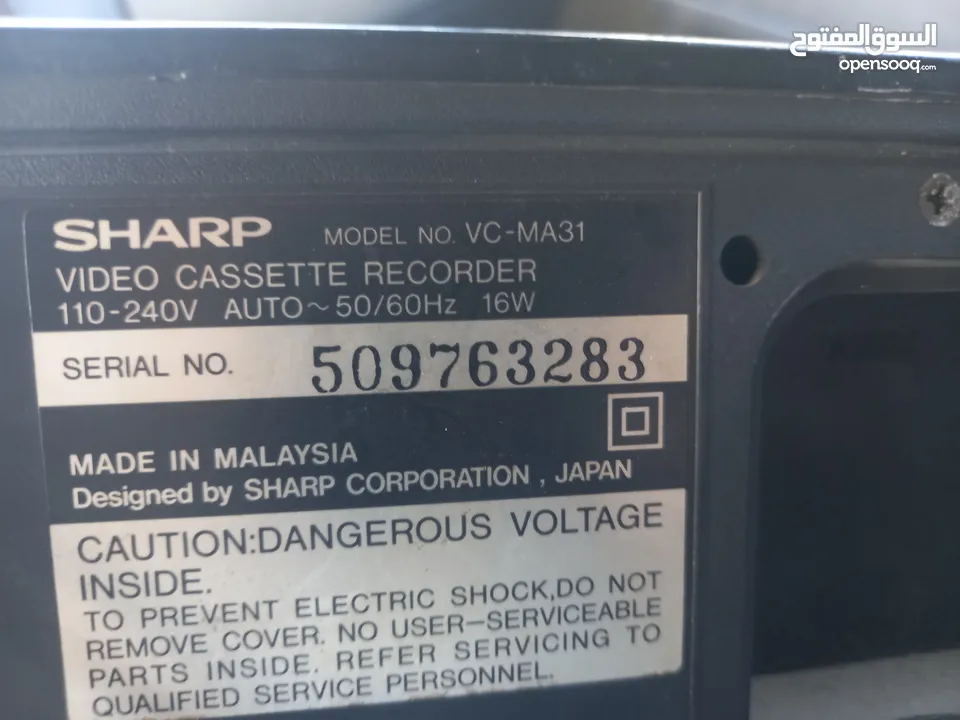 السوق المفتوح
opensooq.com
SHARP MODEL NO. VC-MA31
VIDEO CASSETTE RECORDER
110-240V AUTO~50/60Hz 16W
SERIAL NO. 509763283
MADE IN MALAYSIA
Designed by SHARP CORPORATION , JAPAN
CAUTION:DANGEROUS VOLTAGE
INSIDE.
TO PREVENT ELECTRIC SHOCK,DO NOT
REMOVE COVER. NO USER-SERVICEABLE
PARTS INSIDE. REFER SERVICING TO
QUALIFIED SERVICE PERSONNEL.